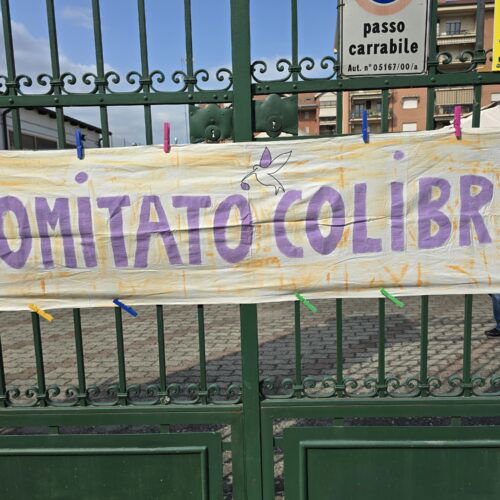 passo
carrabile
Aut. n° 05167/00/a
OMITATO COLIBR